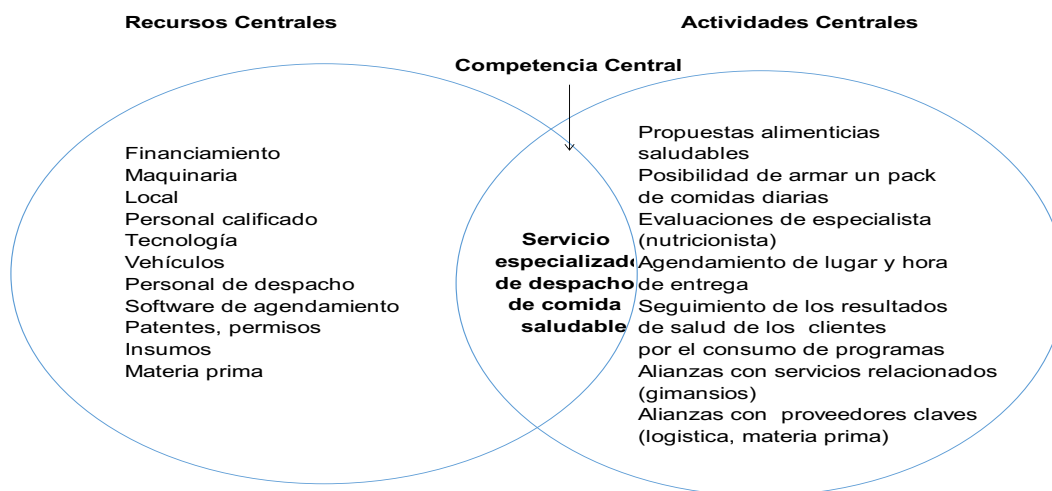 Recursos Centrales
Actividades Centrales
Competencia Central
Financiamiento
Maquinaria
Local
Personal calificado
Tecnología
Vehículos
Personal de despacho
Software de agendamiento
Patentes, permisos
Insumos
Materia prima
Servicio
especializado
de despacho
de comida
saludable
Propuestas alimenticias
saludables
Posibilidad de armar un pack
de comidas diarias
Evaluaciones de especialista
(nutricionista)
Agendamiento de lugar y hora
de entrega
Seguimiento de los resultados
de salud de los clientes
por el consumo de programas
Alianzas con servicios relacionados
(gimansios)
Alianzas con proveedores claves
(logistica, materia prima)